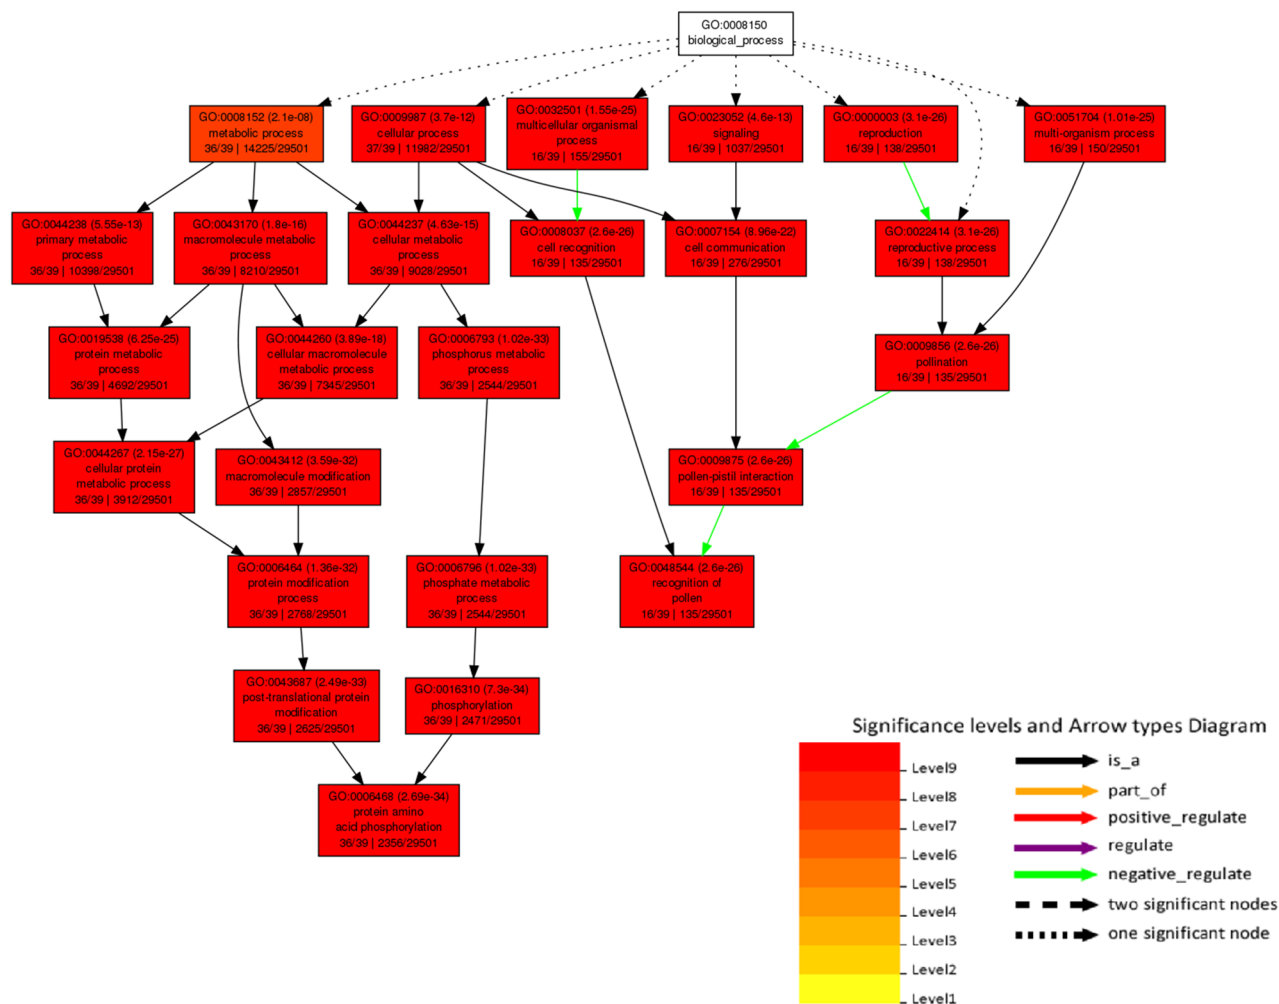 GO:0008150
biological_process
GO:0008152 (2.1e-08)
metabolic process
36/39 | 14225/29501
GO:0009987 (3.7e-12)
cellular process
37/39 | 11982/29501
GO:0032501 (1.55e-25)
multicellular organismal
process
16/39 | 155/29501
GO:0023052 (4.6e-13)
signaling
16/39 | 1037/29501
GO:0000003 (3.1e-26)
reproduction
16/39 | 138/29501
GO:0051704 (1.01e-25)
multi-organism process
16/39 | 150/29501
GO:0044238 (5.55e-13)
primary metabolic
process
36/39 | 10398/29501
GO:0043170 (1.8e-16)
macromolecule metabolic
process
36/39 | 8210/29501
GO:0044237 (4.63e-15)
cellular metabolic
process
36/39 | 9028/29501
GO:0008037 (2.6e-26)
cell recognition
16/39 | 135/29501
GO:0007154 (8.96e-22)
cell communication
16/39 | 276/29501
GO:0022414 (3.1e-26)
reproductive process
16/39 | 138/29501
GO:0019538 (6.25e-25)
protein metabolic
process
36/39 | 4692/29501
GO:0044260 (3.89e-18)
cellular macromolecule
metabolic process
36/39 | 7345/29501
GO:0006793 (1.02e-33)
phosphorus metabolic
process
36/39 | 2544/29501
GO:0009856 (2.6e-26)
pollination
16/39 | 135/29501
GO:0044267 (2.15e-27)
cellular protein
metabolic process
36/39 | 3912/29501
GO:0043412 (3.59e-32)
macromolecule modification
36/39 | 2857/29501
GO:0009875 (2.6e-26)
pollen-pistil interaction
16/39 | 135/29501
GO:0006464 (1.36e-32)
protein modification
process
36/39 | 2768/29501
GO:0006796 (1.02e-33)
phosphate metabolic
process
36/39 | 2544/29501
GO:0048544 (2.6e-26)
recognition of
pollen
16/39 | 135/29501
GO:0043687 (2.49e-33)
post-translational protein
modification
36/39 | 2625/29501
GO:0016310 (7.3e-34)
phosphorylation
36/39 | 2471/29501
GO:0006468 (2.69e-34)
protein amino
acid phosphorylation
36/39 | 2356/29501
Significance levels and Arrow types Diagram
Level9
Level8
Level7
Level6
Level5
Level4
Level3
Level2
Level1
is_a
part_of
positive_regulate
regulate
negative_regulate
two significant nodes
one significant node